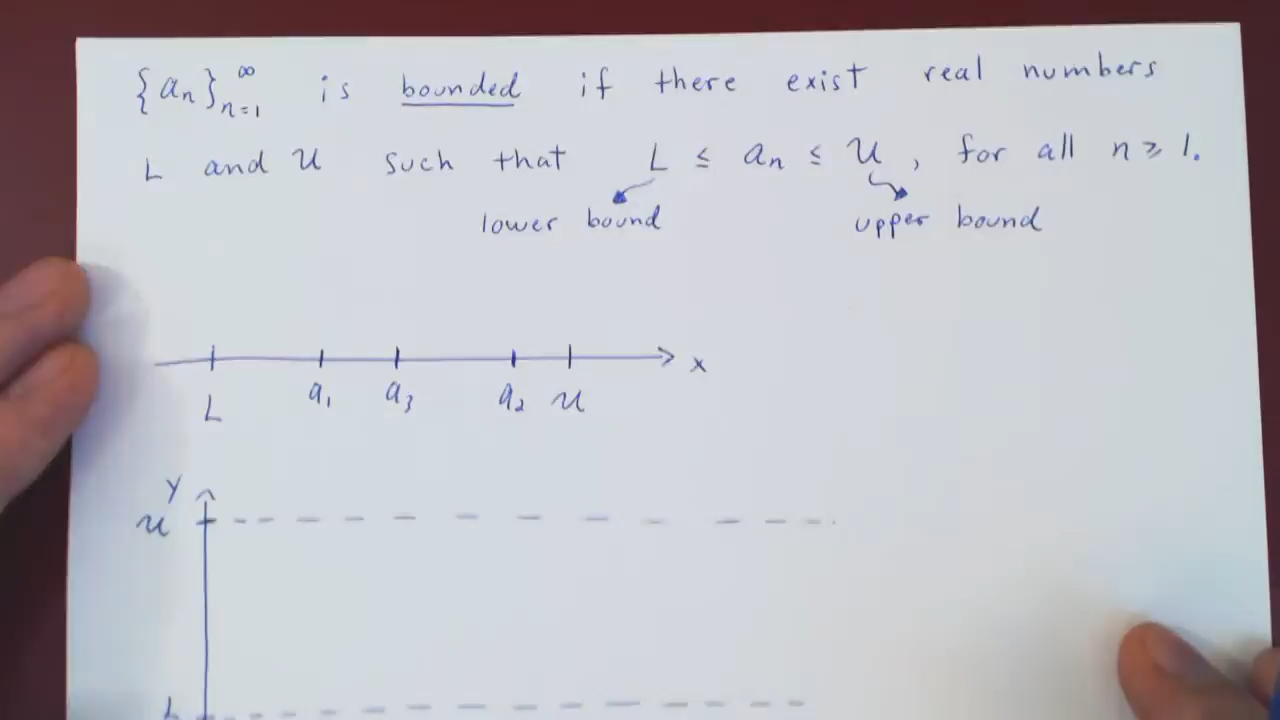 {aₙ}ₙ₌₁^∞ is bounded if there exist real numbers
L and U such that L ≤ aₙ ≤ U, for all n ≥ 1.
lower bound upper bound
x
L a₁ a₃ a₂ U
y
U
L